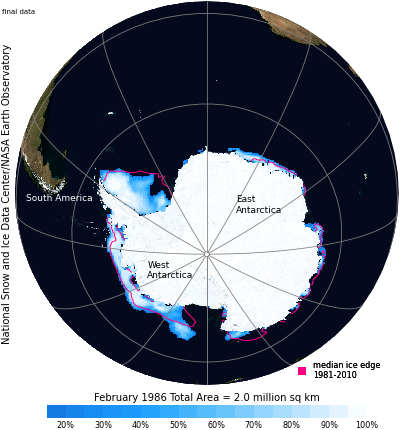 final data
National Snow and Ice Data Center/NASA Earth Observatory
South America
East
Antarctica
West
Antarctica
median ice edge
1981-2010
February 1986 Total Area = 2.0 million sq km
20% 30% 40% 50% 60% 70% 80% 90% 100%